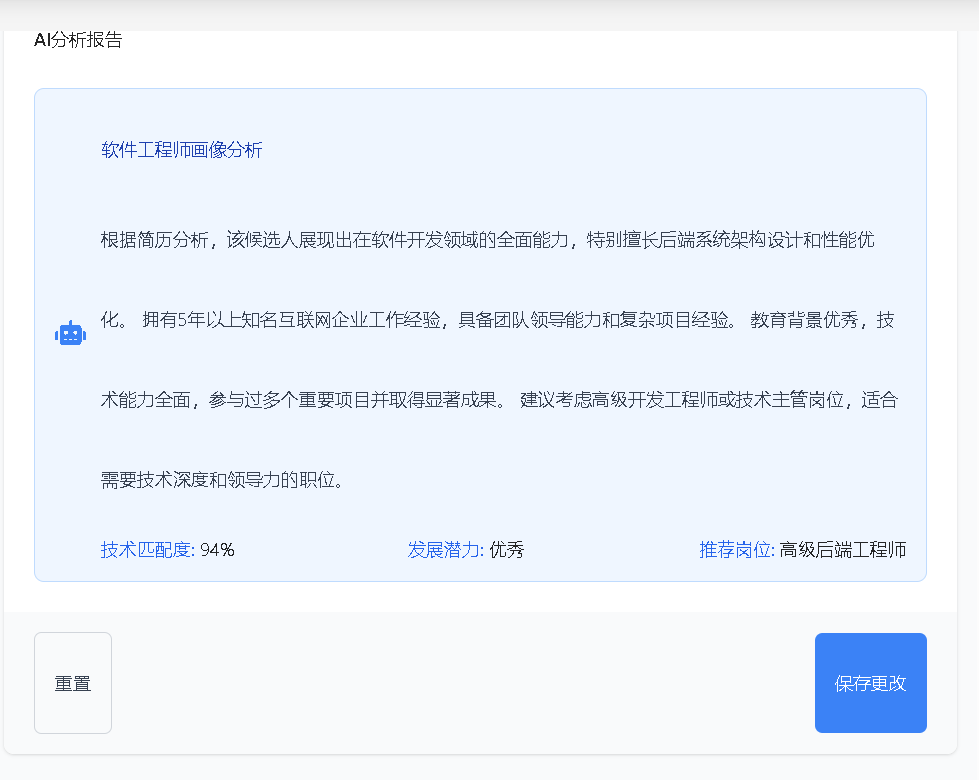 AI分析报告
软件工程师画像分析
根据简历分析，该候选人展现出在软件开发领域的全面能力，特别擅长后端系统架构设计和性能优
化。 拥有5年以上知名互联网企业工作经验，具备团队领导能力和复杂项目经验。 教育背景优秀，技
术能力全面，参与过多个重要项目并取得显著成果。 建议考虑高级开发工程师或技术主管岗位，适合
需要技术深度和领导力的职位。
技术匹配度: 94% 发展潜力: 优秀 推荐岗位: 高级后端工程师
重置 保存更改